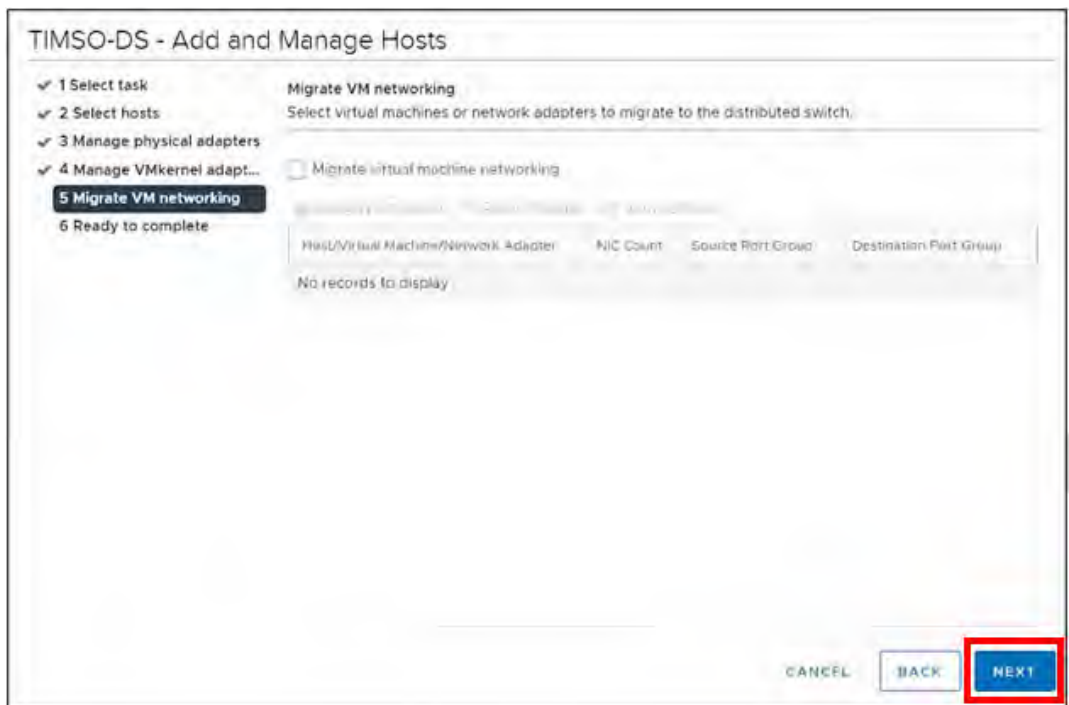 TIMSO-DS - Add and Manage Hosts
✓ 1 Select task
✓ 2 Select hosts
✓ 3 Manage physical adapters
✓ 4 Manage VMkernel adapt...
5 Migrate VM networking
6 Ready to complete
Migrate VM networking
Select virtual machines or network adapters to migrate to the distributed switch.
Migrate virtual machine networking
Host/Virtual Machine/Network Adapter NIC Count Source Port Group Destination Port Group
No records to display
CANCEL BACK NEXT